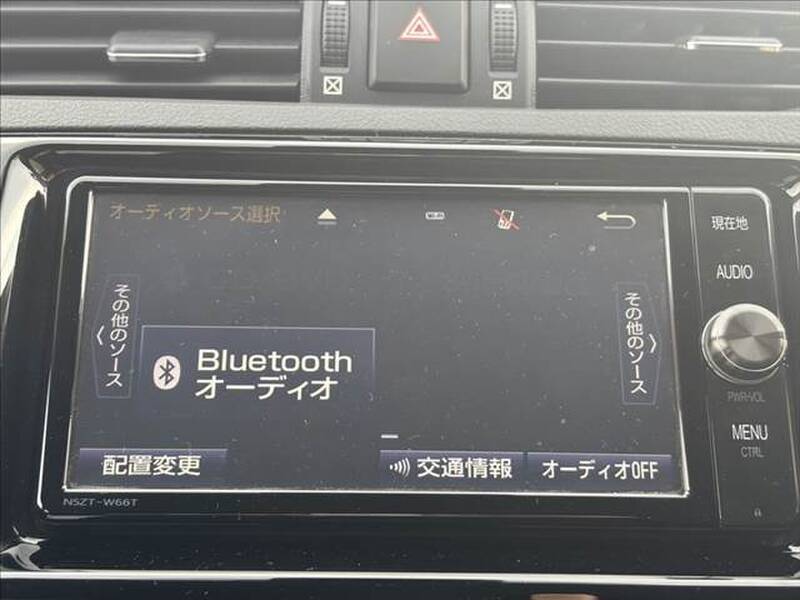 オーディオソース選択
現在地
AUDIO
その他のソース
その他のソース
Bluetooth
オーディオ
PWR・VOL
MENU
CTRL
配置変更
交通情報
オーディオOFF
NSZT-W66T